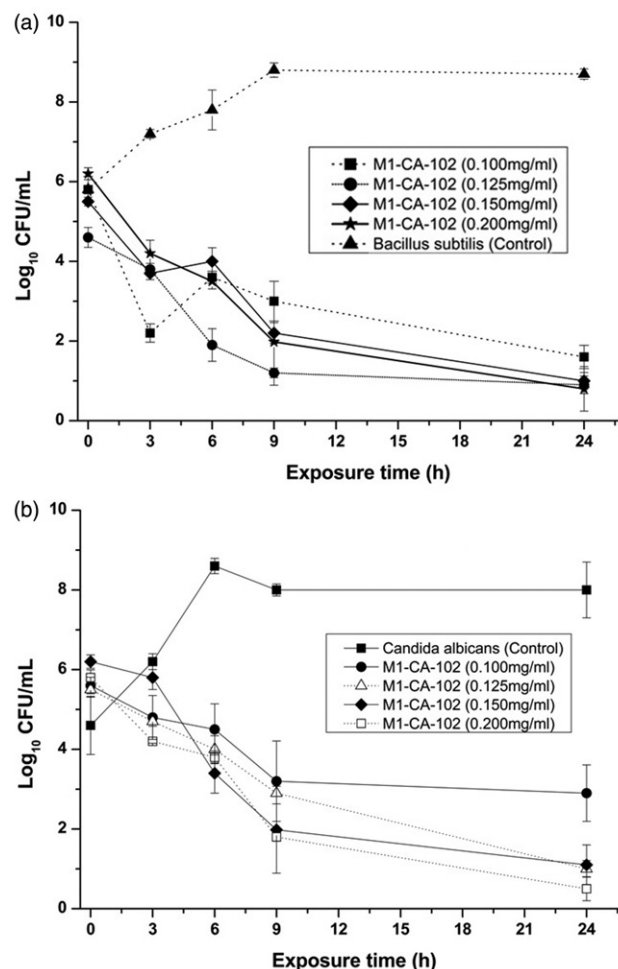 (a)
10
8
6
4
2
0
Log10 CFU/mL
M1-CA-102 (0.100mg/ml)
M1-CA-102 (0.125mg/ml)
M1-CA-102 (0.150mg/ml)
M1-CA-102 (0.200mg/ml)
Bacillus subtilis (Control)
0 3 6 9 12 15 18 21 24
Exposure time (h)
(b)
10
8
6
4
2
0
Log10 CFU/mL
Candida albicans (Control)
M1-CA-102 (0.100mg/ml)
M1-CA-102 (0.125mg/ml)
M1-CA-102 (0.150mg/ml)
M1-CA-102 (0.200mg/ml)
0 3 6 9 12 15 18 21 24
Exposure time (h)